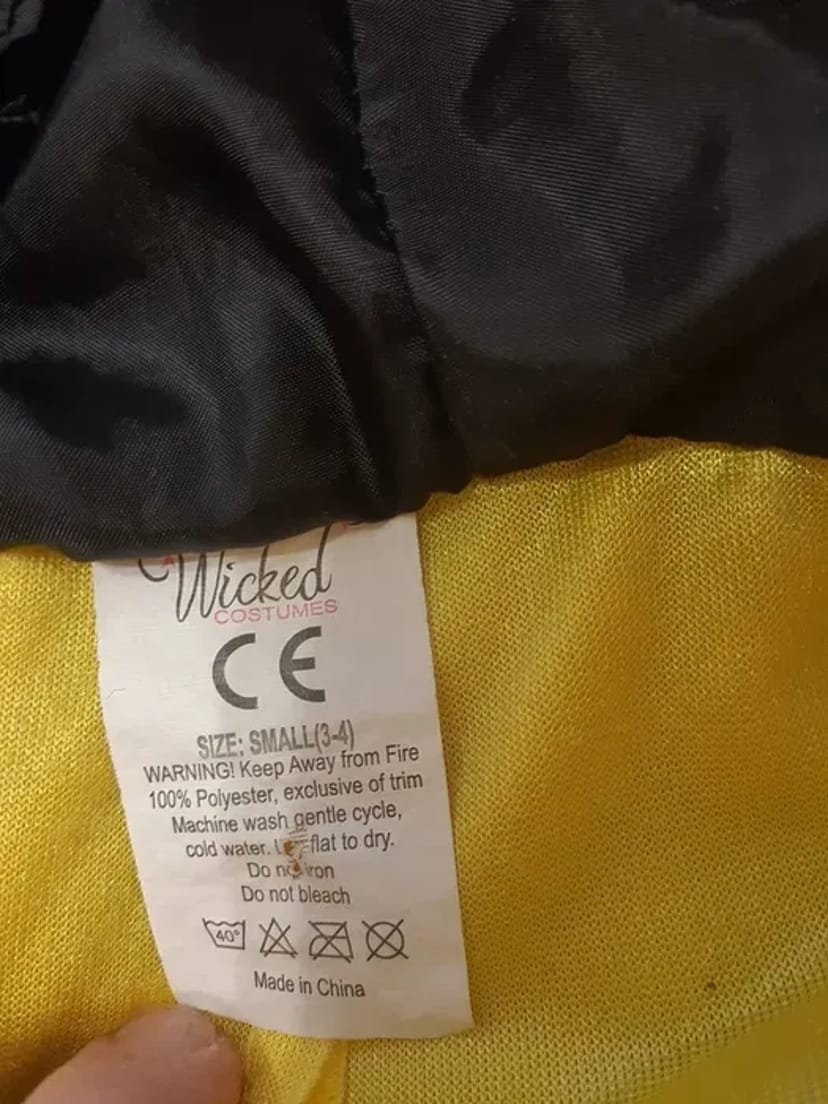 Wicked
COSTUMES
CE
SIZE: SMALL(3-4)
WARNING! Keep Away from Fire
100% Polyester, exclusive of trim
Machine wash gentle cycle,
cold water. flat to dry.
Do iron
Do not bleach
40°
Made in China